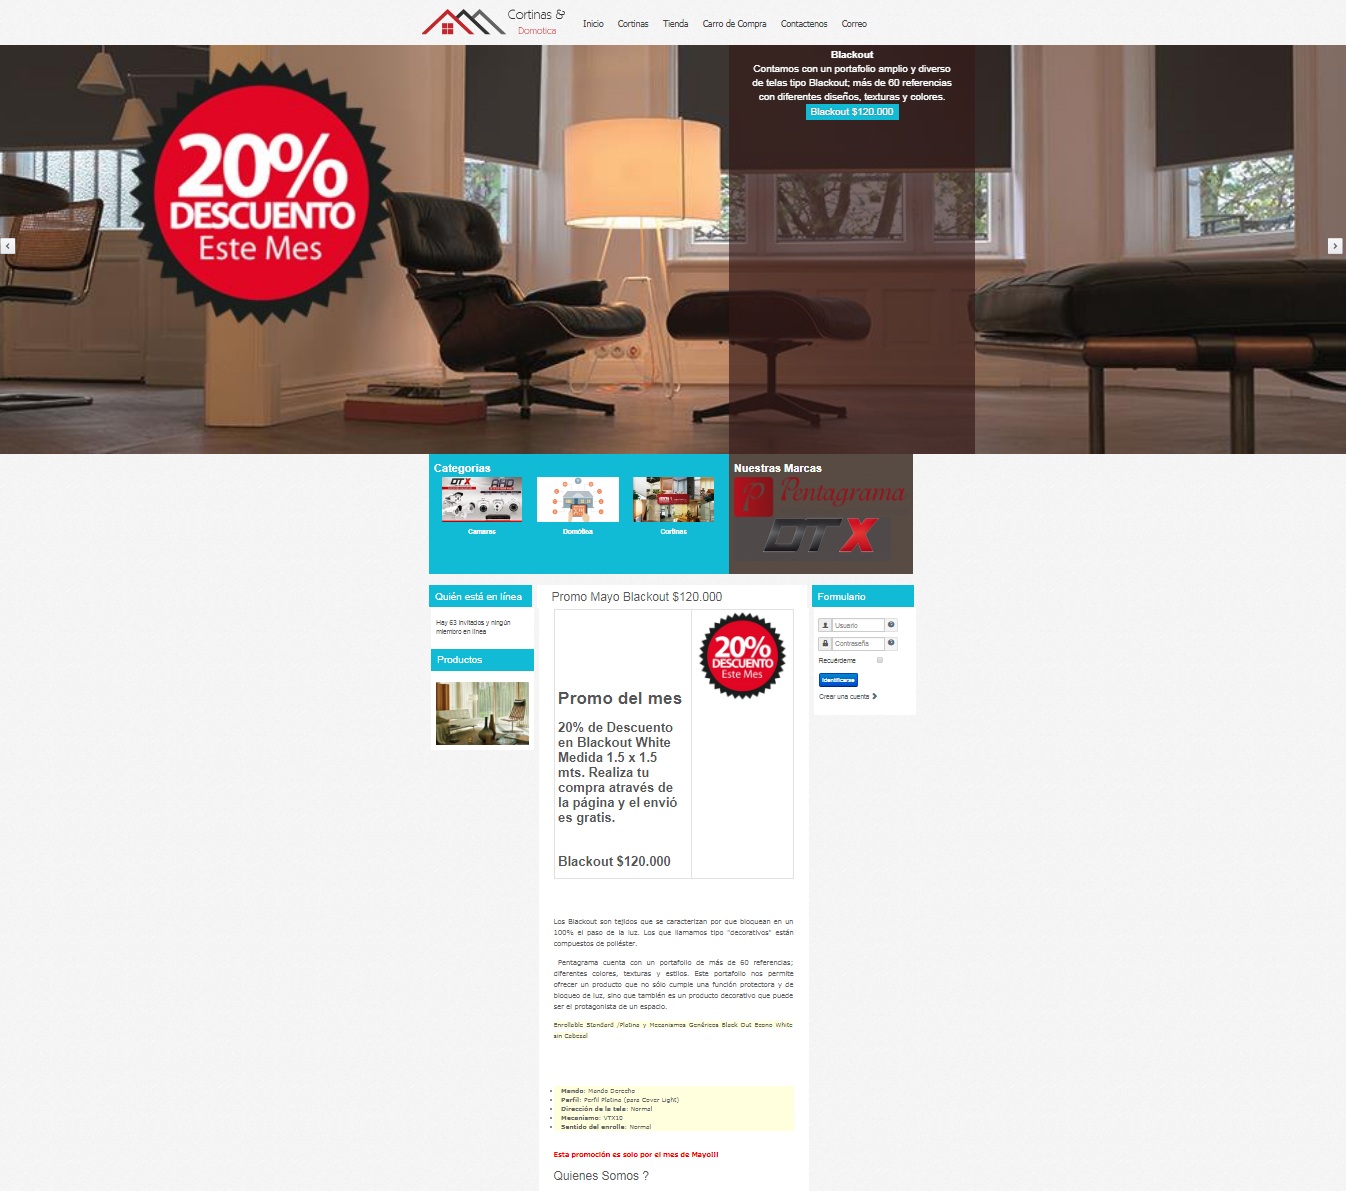 Cortinas &
Domotica
Inicio Cortinas Tienda Carro de Compra Contactenos Correo
20%
DESCUENTO
Este Mes
Blackout
Contamos con un portafolio amplio y diverso
de telas tipo Blackout; más de 60 referencias
con diferentes diseños, texturas y colores.
Blackout $120.000
Categorias
DTX
Camaras
Domótica
Cortinas
Nuestras Marcas
Pentagrama
DTX
Quién está en línea
Hay 63 invitados y ningún
miembro en línea
Productos
Promo Mayo Blackout $120.000
Promo del mes
20% de Descuento
en Blackout White
Medida 1.5 x 1.5
mts. Realiza tu
compra através de
la página y el envió
es gratis.
Blackout $120.000
20%
DESCUENTO
Este Mes
Los Blackout son tejidos que se caracterizan por que bloquean en un
100% el paso de la luz. Los que llamamos tipo "decorativos" están
compuestos de poliéster.
Pentagrama cuenta con un portafolio de más de 60 referencias;
diferentes colores, texturas y estilos. Este portafolio nos permite
ofrecer un producto que no sólo cumple una función protectora y de
bloqueo de luz, sino que también es un producto decorativo que puede
ser el protagonista de un espacio.
Enrollable Standard /Platina y Mecanismos Genéricos Black Out Econo White
sin Cabezal
Mando: Mando Derecho
Perfil: Perfil Platina (para Cover Light)
Dirección de la tela: Normal
Mecanismo: VTX10
Sentido del enrolle: Normal
Esta promoción es solo por el mes de Mayo!!!
Quienes Somos ?
Formulario
Usuario
Contraseña
Recuérdeme
Identificarse
Crear una cuenta